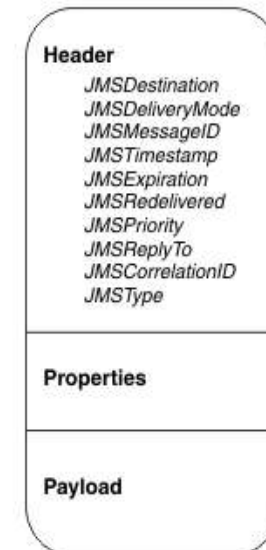 Header
JMSDestination
JMSDeliveryMode
JMSMessageID
JMSTimestamp
JMSExpiration
JMSRedelivered
JMSPriority
JMSReplyTo
JMSCorrelationID
JMSType
Properties
Payload